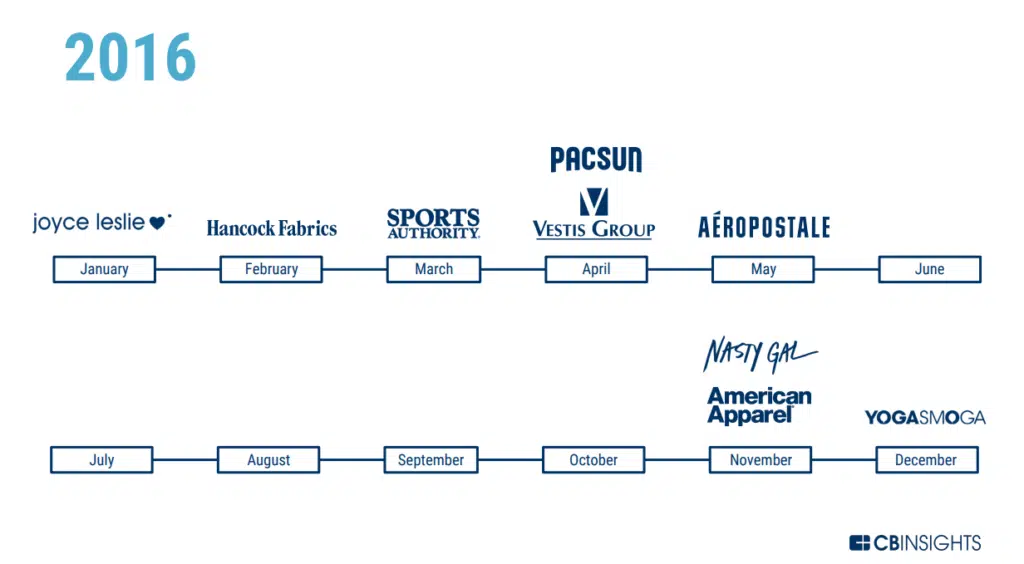 2016
PACSUN
V
VESTIS GROUP
joyce leslie
Hancock Fabrics
SPORTS
AUTHORITY
AÉROPOSTALE
January
February
March
April
May
June
NASTY GAL
American
Apparel
YOGASMOGA
July
August
September
October
November
December
CBINSIGHTS